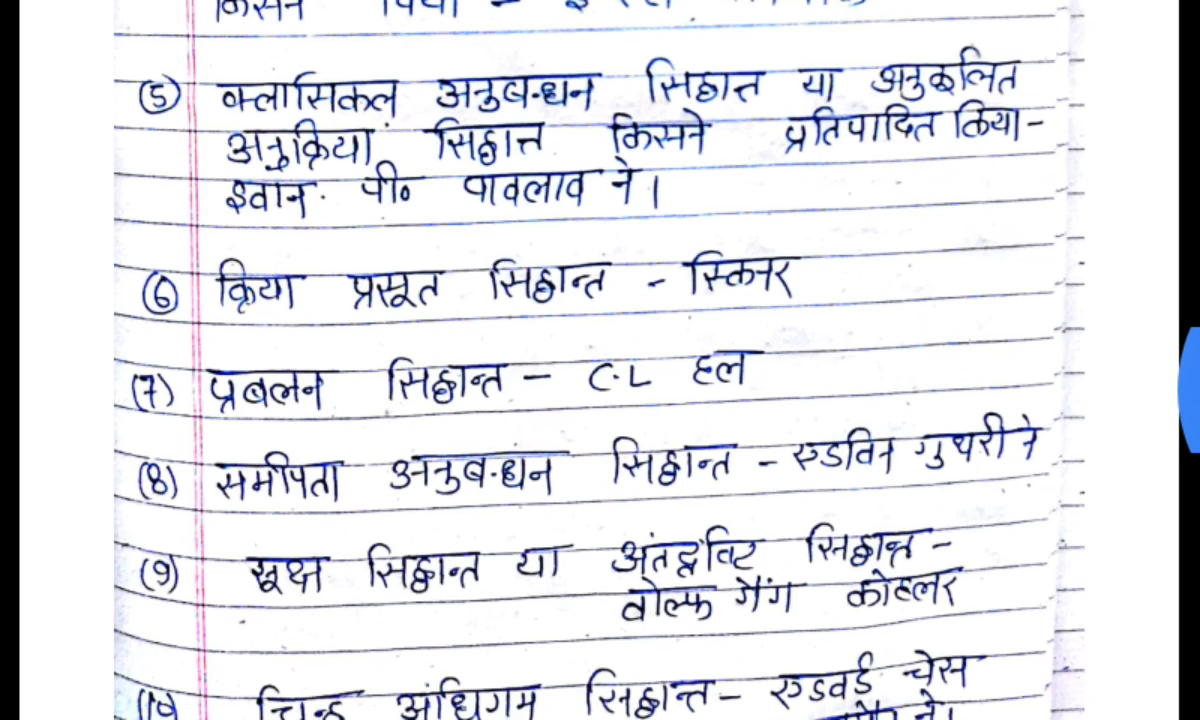 (5) क्लासिकल अनुबन्धन सिद्धान्त या अनुकूलित
अनुक्रिया सिद्धान्त किसने प्रतिपादित किया-
इवान पी० पावलाव ने।
(6) क्रिया प्रसूत सिद्धान्त - स्किनर
(7) प्रबलन सिद्धान्त - C.L हल
(8) समीपता अनुबन्धन सिद्धान्त - एडविन गुथरी ने
(9) सूक्ष सिद्धान्त या अंतर्दृष्टि सिद्धान्त -
वोल्फ गैंग कोहलर
चिन्ह अधिगम सिद्धान्त- एडवर्ड चेस
ने।